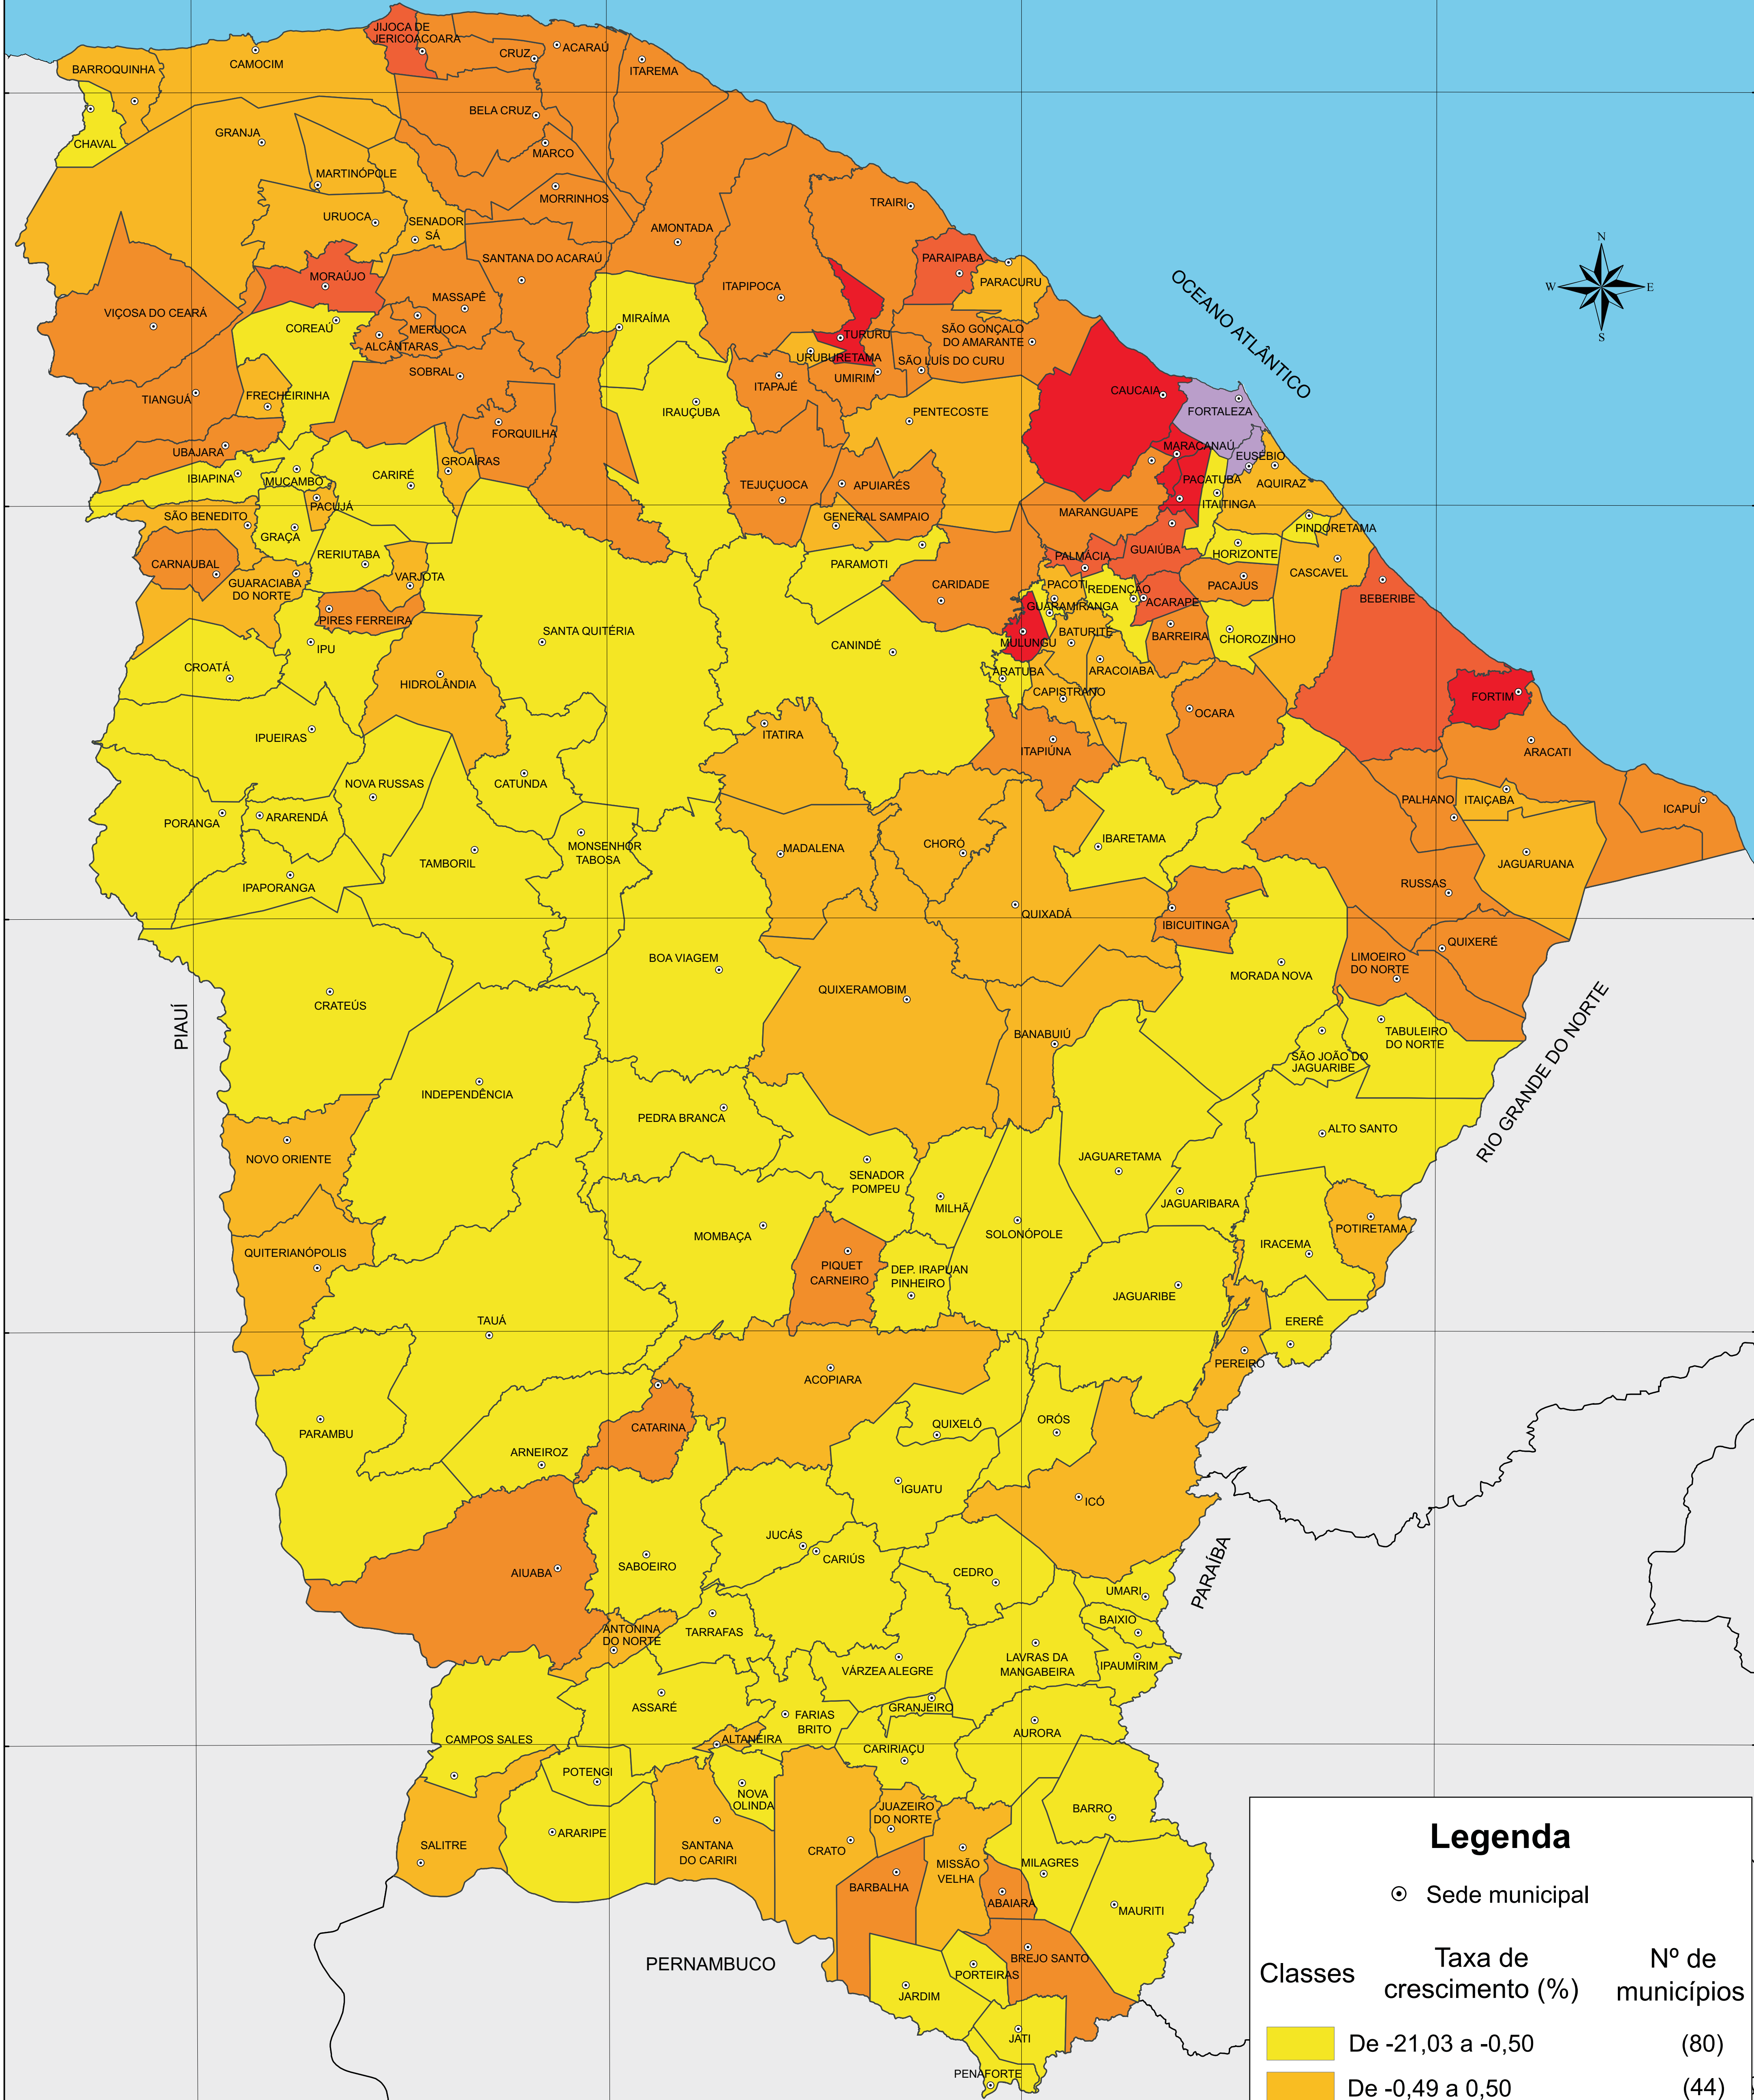 JIJOCA DE
JERICOACOARA
CRUZ
ACARAÚ
ITAREMA
BARROQUINHA
CAMOCIM
CHAVAL
GRANJA
BELA CRUZ
MARCO
MARTINÓPOLE
MORRINHOS
URUOCA
SENADOR
SÁ
AMONTADA
TRAIRI
SANTANA DO ACARAÚ
MORAÚJO
ITAPIPOCA
PARAIPABA
PARACURU
N
W
E
S
OCEANO ATLÂNTICO
VIÇOSA DO CEARÁ
MASSAPÊ
COREAÚ
MERUOCA
ALCÂNTARAS
MIRAÍMA
TURURU
URUBURETAMA
SÃO GONÇALO
DO AMARANTE
SÃO LUÍS DO CURU
UMIRIM
SOBRAL
TIANGUÁ
FRECHEIRINHA
IRAUÇUBA
ITAPAJÉ
PENTECOSTE
CAUCAIA
FORTALEZA
FORQUILHA
UBAJARA
MARACANAÚ
EUSÉBIO
IBIAPINA
MUCAMBO
CARIRÉ
GROAÍRAS
TEJUÇUOCA
APUIARÉS
PACATUBA
AQUIRAZ
ITAITINGA
PACUJÁ
SÃO BENEDITO
GRAÇA
GENERAL SAMPAIO
MARANGUAPE
PINDORETAMA
CARNAUBAL
RERIUTABA
VARJOTA
GUARACIABA
DO NORTE
PARAMOTI
PALMÁCIA
GUAIÚBA
HORIZONTE
CASCAVEL
CARIDADE
PACOTI
REDENÇÃO
PACAJUS
BEBERIBE
GUARAMIRANGA
ACARAPE
PIRES FERREIRA
IPU
SANTA QUITÉRIA
CANINDÉ
MULUNGU
BATURITÉ
BARREIRA
CHOROZINHO
CROATÁ
HIDROLÂNDIA
ARATUBA
ARACOIABA
CAPISTRANO
FORTIM
OCARA
IPUEIRAS
ITATIRA
ITAPIÚNA
ARACATI
CATUNDA
NOVA RUSSAS
PORANGA
ARARENDÁ
PALHANO
ITAIÇABA
ICAPUÍ
TAMBORIL
MONSENHOR
TABOSA
MADALENA
CHORÓ
IBARETAMA
JAGUARUANA
IPAPORANGA
RUSSAS
QUIXADÁ
IBICUITINGA
BOA VIAGEM
QUIXERÉ
LIMOEIRO
DO NORTE
MORADA NOVA
CRATEÚS
QUIXERAMOBIM
PIAUÍ
BANABUIÚ
TABULEIRO
DO NORTE
SÃO JOÃO DO
JAGUARIBE
RIO GRANDE DO NORTE
INDEPENDÊNCIA
PEDRA BRANCA
ALTO SANTO
NOVO ORIENTE
JAGUARETAMA
SENADOR
POMPEU
MILHÃ
JAGUARIBARA
POTIRETAMA
MOMBAÇA
SOLONÓPOLE
QUITERIANÓPOLIS
IRACEMA
PIQUET
CARNEIRO
DEP. IRAPUAN
PINHEIRO
JAGUARIBE
TAUÁ
ERERÊ
PEREIRO
ACOPIARA
CATARINA
QUIXELÔ
ORÓS
PARAMBU
ARNEIROZ
IGUATU
ICÓ
JUCÁS
CARIÚS
PARAÍBA
AIUABA
SABOEIRO
CEDRO
UMARI
BAIXIO
ANTONINA
DO NORTE
TARRAFAS
LAVRAS DA
MANGABEIRA
IPAUMIRIM
VÁRZEA ALEGRE
ASSARÉ
GRANJEIRO
FARIAS
BRITO
AURORA
CAMPOS SALES
ALTANEIRA
CARIRIAÇU
POTENGI
NOVA
OLINDA
JUAZEIRO
DO NORTE
BARRO
ARARIPE
SALITRE
SANTANA
DO CARIRI
CRATO
MISSÃO
VELHA
MILAGRES
BARBALHA
ABAIARA
MAURITI
PERNAMBUCO
BREJO SANTO
PORTEIRAS
JARDIM
JATI
PENAFORTE
Legenda
Sede municipal
Classes
Taxa de
crescimento (%)
Nº de
municípios
De -21,03 a -0,50 (80)
De -0,49 a 0,50 (44)